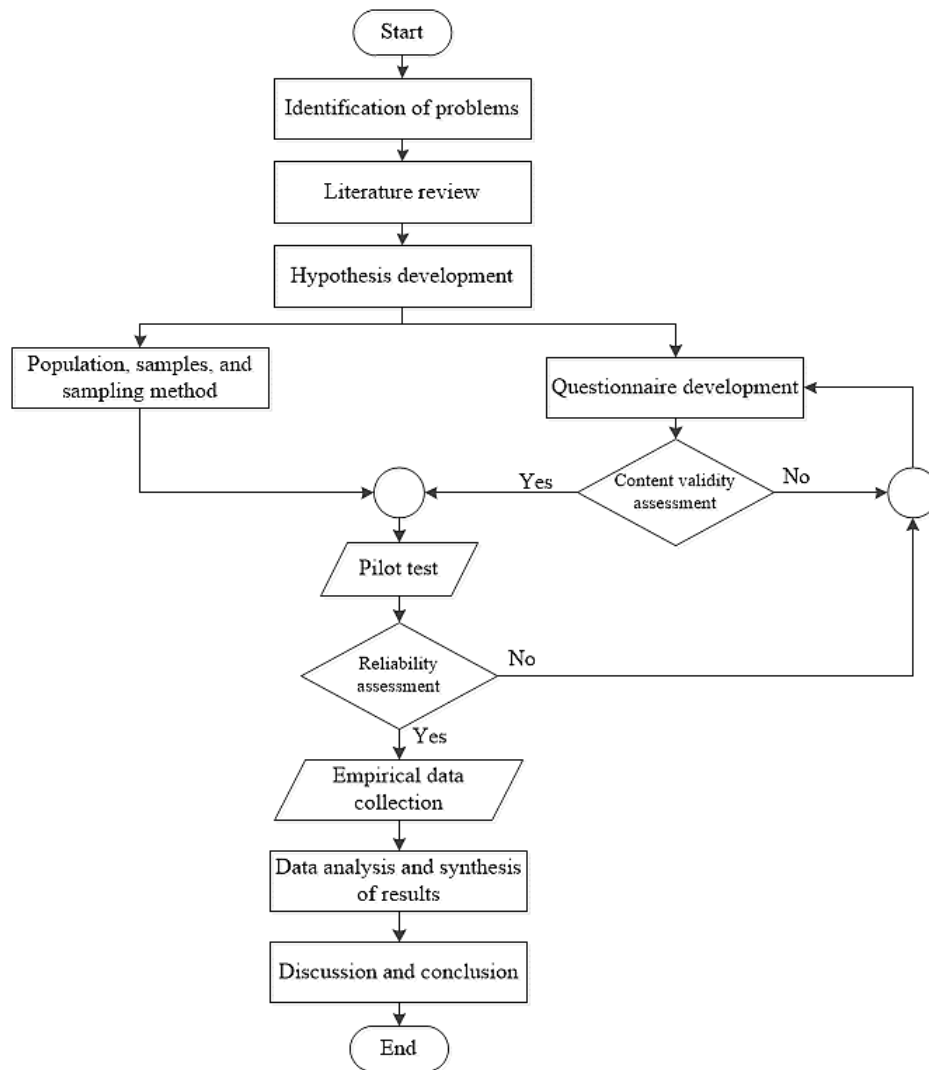 Start
Identification of problems
Literature review
Hypothesis development
Population, samples, and
sampling method
Questionnaire development
Content validity
assessment
Yes
No
Pilot test
Reliability
assessment
No
Yes
Empirical data
collection
Data analysis and synthesis
of results
Discussion and conclusion
End